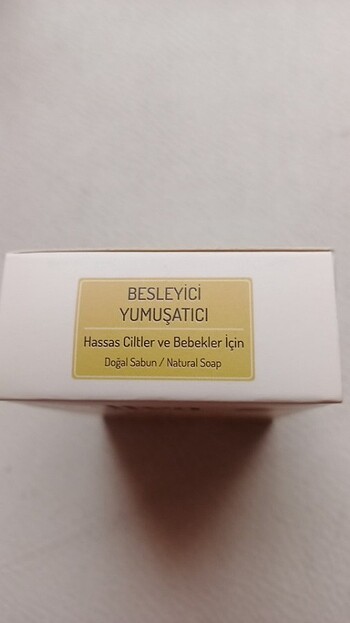 BESLEYİCİ
YUMUŞATICI
Hassas Ciltler ve Bebekler İçin
Doğal Sabun / Natural Soap